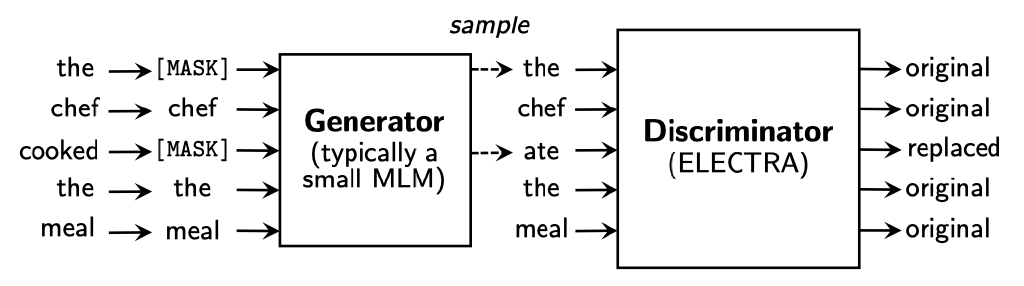 sample
the [MASK] the original
chef chef chef original
cooked [MASK] ate replaced
the the the original
meal meal meal original
Generator
(typically a
small MLM)
Discriminator
(ELECTRA)